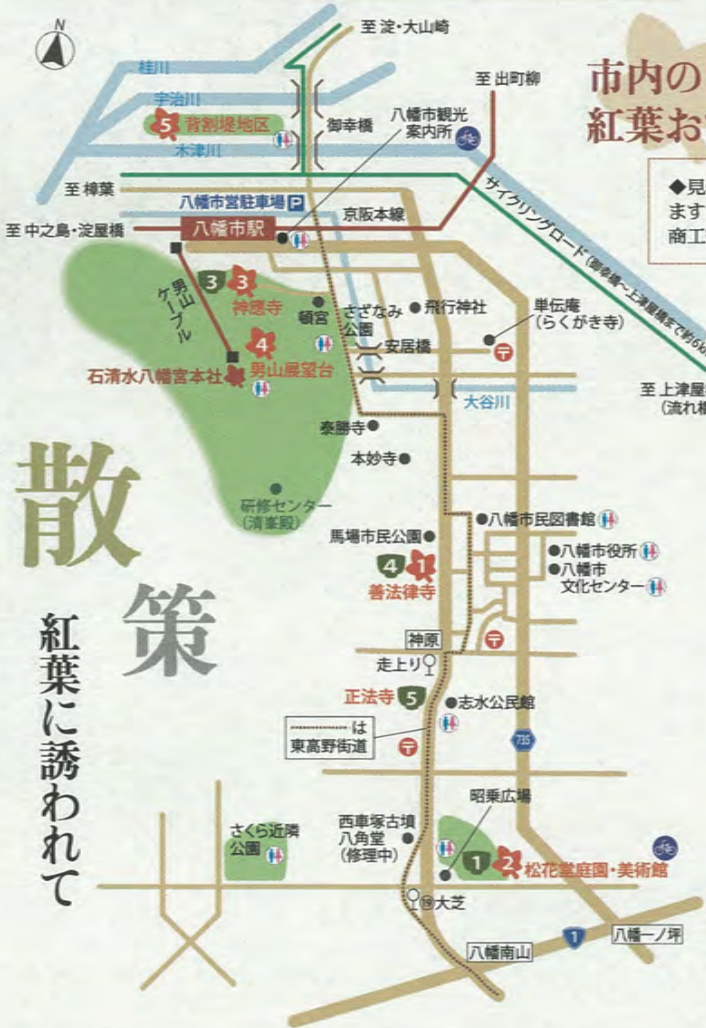 N
至 淀・大山崎
桂川
宇治川
5 背割堤地区
木津川
御幸橋
至 出町柳
八幡市観光
案内所
市内の
紅葉お
◆見
ます
商工
至 樟葉
八幡市営駐車場 P
京阪本線
サイクリングロード(御幸橋〜上津屋橋まで約6km
至 中之島・淀屋橋
八幡市駅
男山
ケーブル
3 3
神應寺
頓宮
さざなみ
公園
飛行神社
単伝庵
(らくがき寺)
4
男山展望台
安居橋
〒
石清水八幡宮本社
大谷川
至 上津屋
(流れ橋
泰勝寺
本妙寺
研修センター
(清峯殿)
散策
紅葉に誘われて
八幡市民図書館
馬場市民公園
八幡市役所
4 1
善法律寺
八幡市
文化センター
神原
〒
走上り
正法寺 5
志水公民館
は
東高野街道
〒
735
昭乗広場
さくら近隣
公園
西車塚古墳
八角堂
(修理中)
1 2 松花堂庭園・美術館
大芝
八幡南山
1
八幡一ノ坪